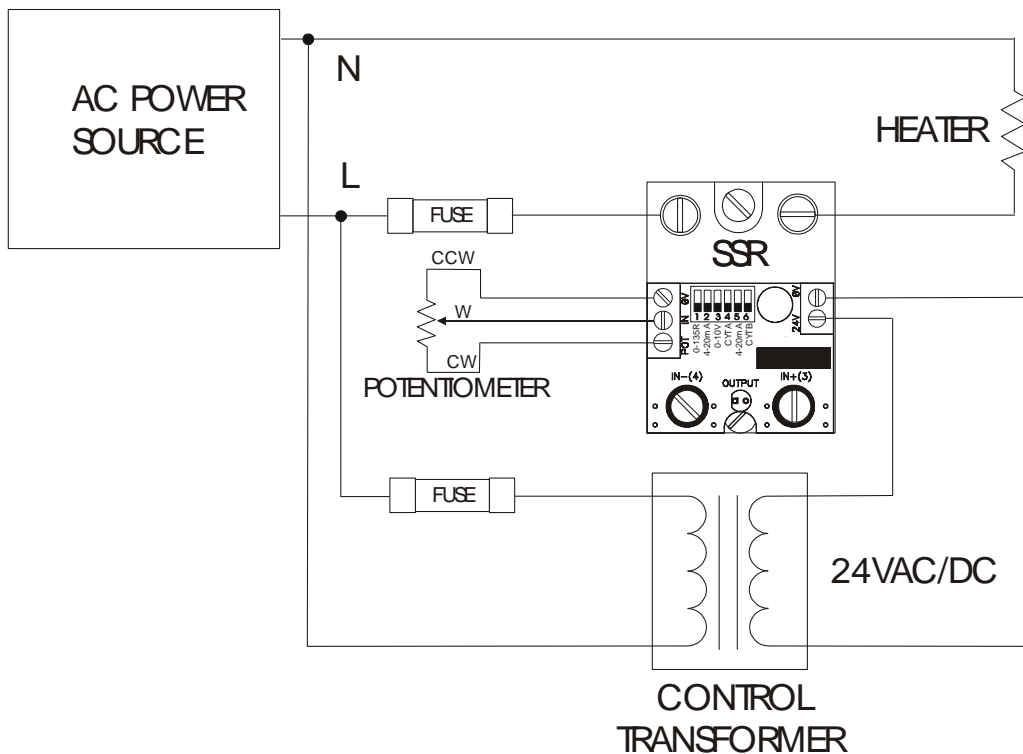 AC POWER
SOURCE
N
L
HEATER
FUSE
SSR
CCW
W
CW
POTENTIOMETER
0V
IN
POT
1 2 3 4 5 6
0-135R
4-20mA
0-10V
CYTA
4-20mA
CYTB
0V
24V
IN-(4)
OUTPUT
IN+(3)
FUSE
24VAC/DC
CONTROL
TRANSFORMER